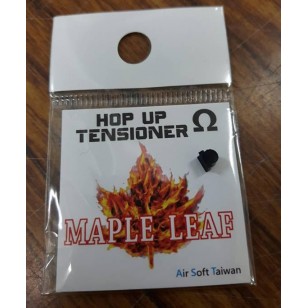 HOP UP
TENSIONER Ω
MAPLE LEAF
Air Soft Taiwan